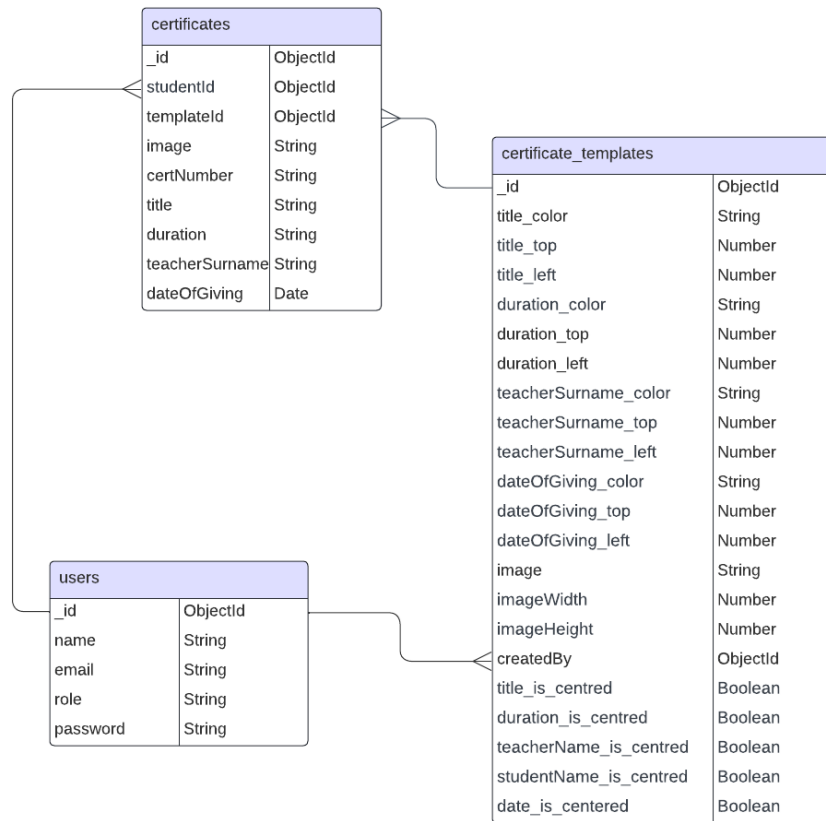 certificates
_id ObjectId
studentId ObjectId
templateId ObjectId
image String
certNumber String
title String
duration String
teacherSurname String
dateOfGiving Date
certificate_templates
_id ObjectId
title_color String
title_top Number
title_left Number
duration_color String
duration_top Number
duration_left Number
teacherSurname_color String
teacherSurname_top Number
teacherSurname_left Number
dateOfGiving_color String
dateOfGiving_top Number
dateOfGiving_left Number
image String
imageWidth Number
imageHeight Number
createdBy ObjectId
title_is_centred Boolean
duration_is_centred Boolean
teacherName_is_centred Boolean
studentName_is_centred Boolean
date_is_centered Boolean
users
_id ObjectId
name String
email String
role String
password String